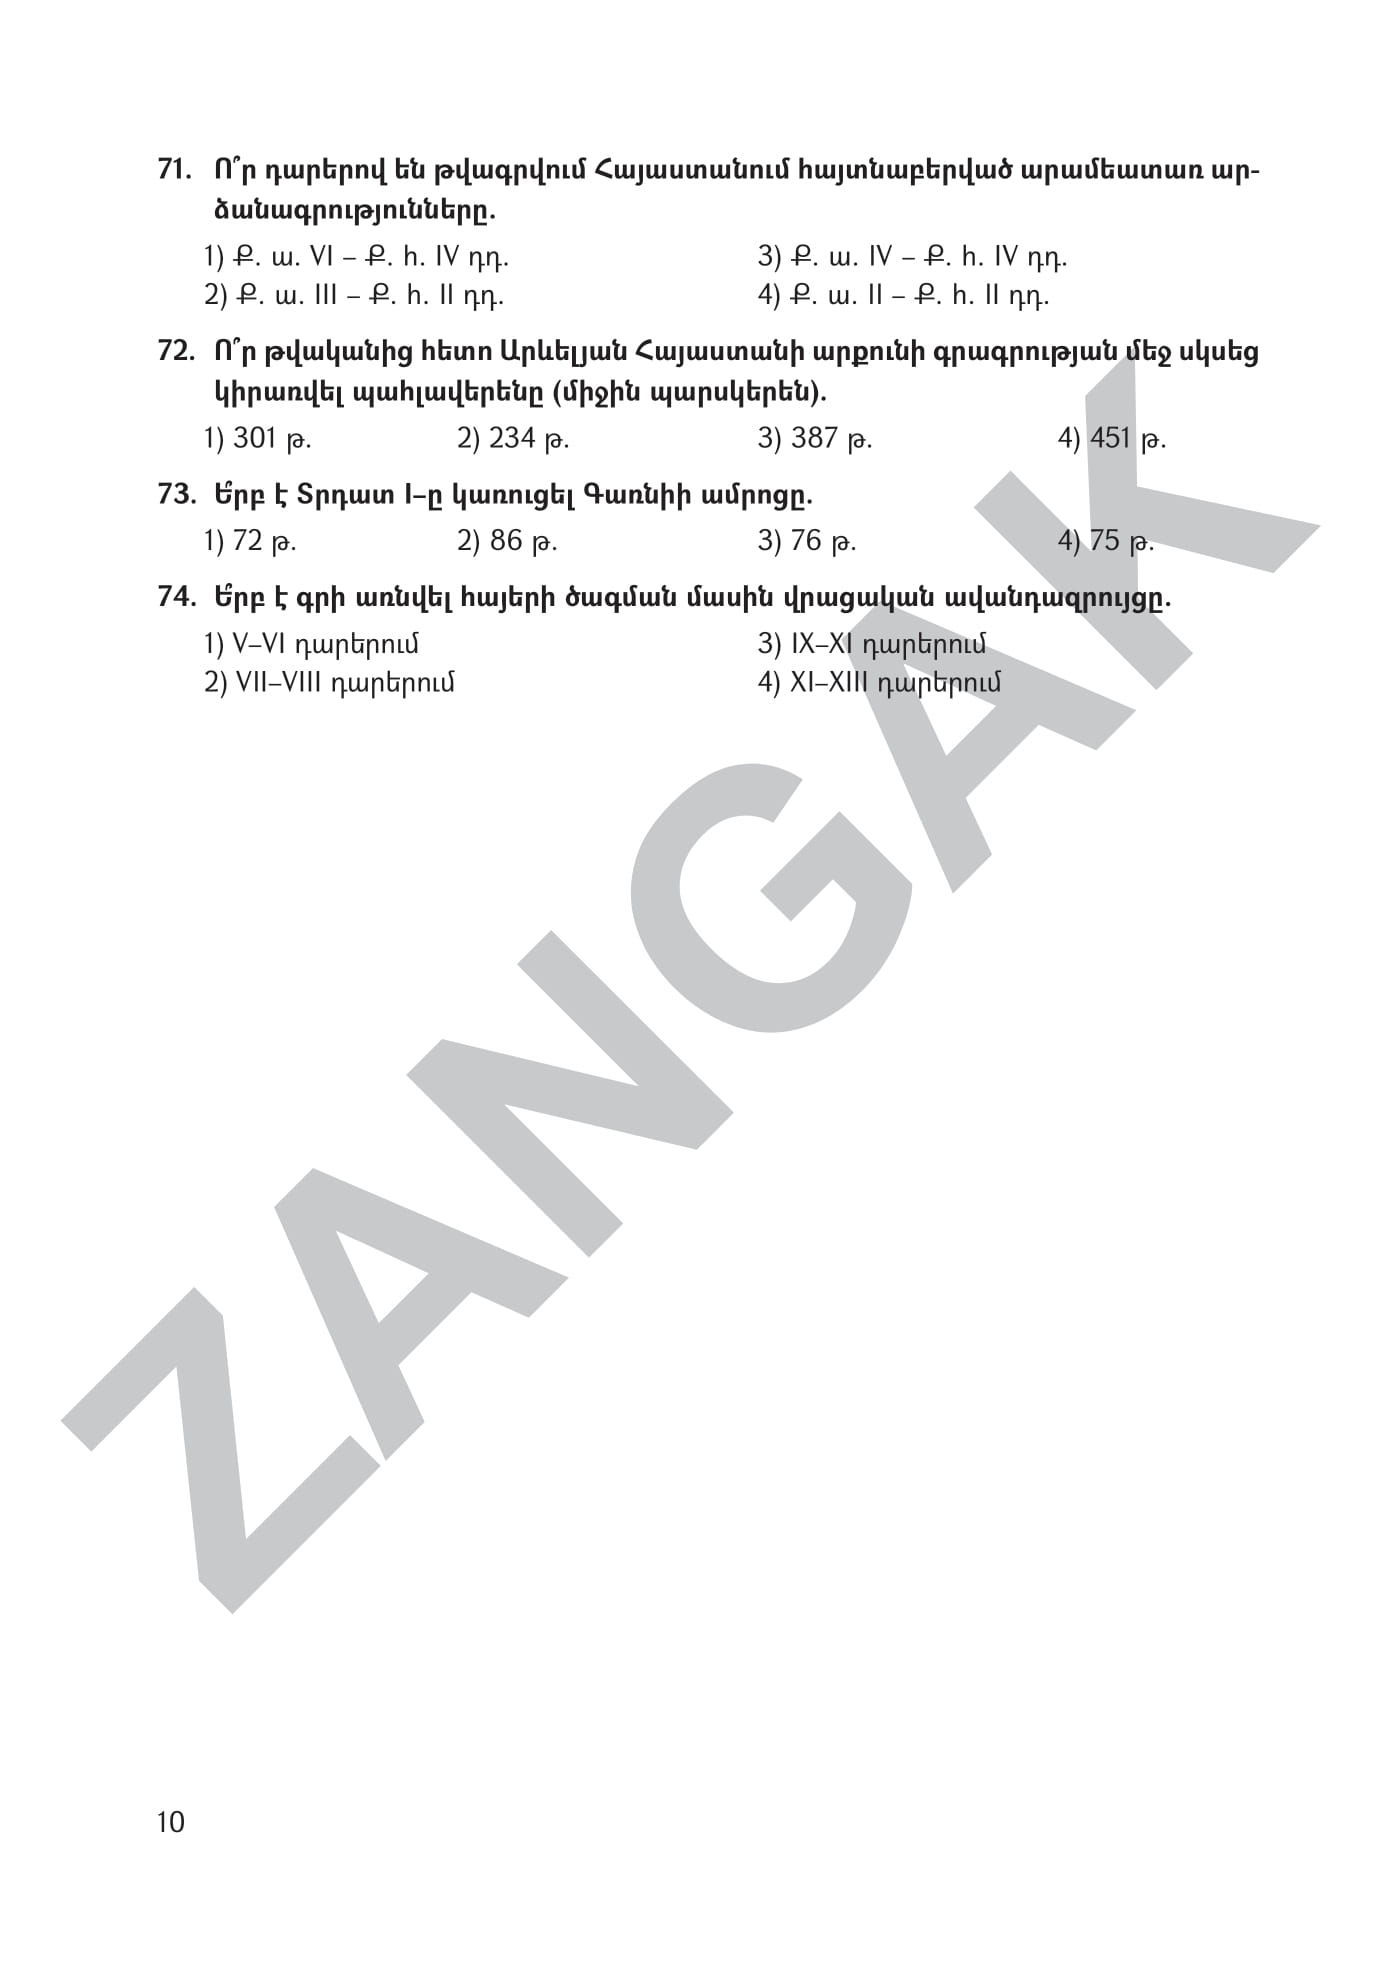 71. Ո՞ր դարերով են թվագրվում Հայաստանում հայտնաբերված արամեատառ ար-
ձանագրությունները.
1) Ք. ա. VI – Ք. հ. IV դդ. 3) Ք. ա. IV – Ք. հ. IV դդ.
2) Ք. ա. III – Ք. հ. II դդ. 4) Ք. ա. II – Ք. հ. II դդ.
72. Ո՞ր թվականից հետո Արևելյան Հայաստանի արքունի գրագրության մեջ սկսեց
կիրառվել պահլավերենը (միջին պարսկերեն).
1) 301 թ. 2) 234 թ. 3) 387 թ. 4) 451 թ.
73. Ե՞րբ է Տրդատ I–ը կառուցել Գառնիի ամրոցը.
1) 72 թ. 2) 86 թ. 3) 76 թ. 4) 75 թ.
74. Ե՞րբ է գրի առնվել հայերի ծագման մասին վրացական ավանդազրույցը.
1) V–VI դարերում 3) IX–XI դարերում
2) VII–VIII դարերում 4) XI–XIII դարերում
ZANGAK
10